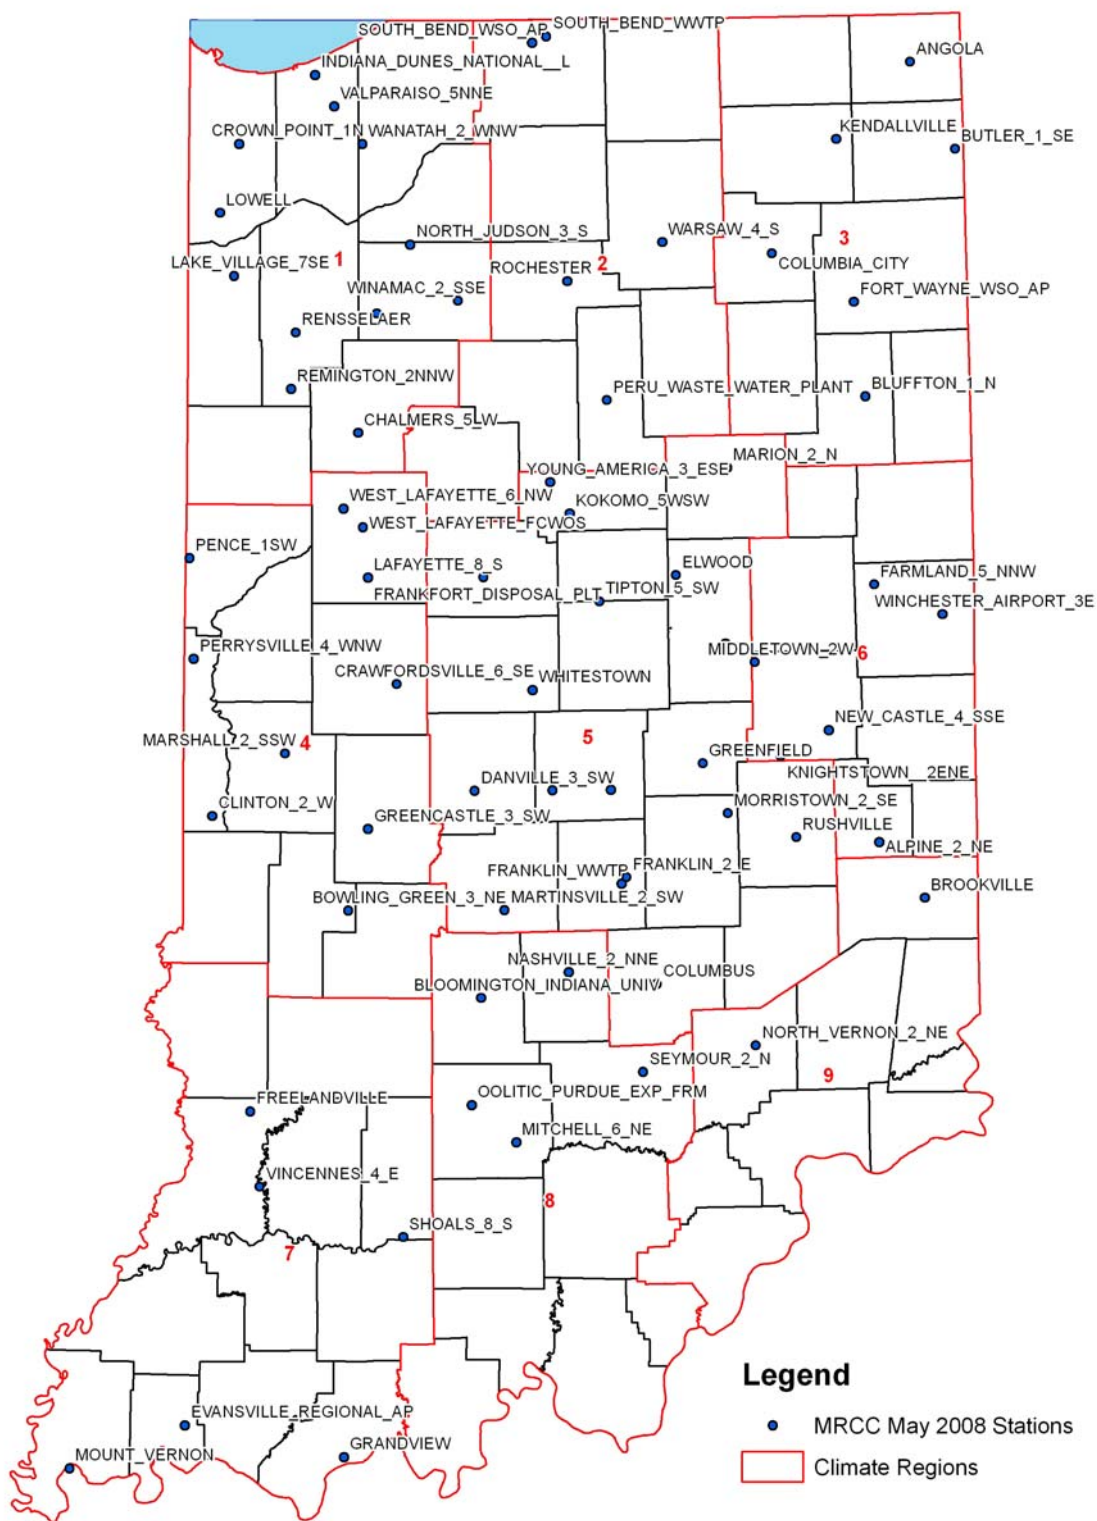 SOUTH_BEND_WWTP
SOUTH_BEND_WSO_AP
ANGOLA
INDIANA_DUNES_NATIONAL__L
VALPARAISO_5NNE
CROWN_POINT_1N
WANATAH_2_WNW
KENDALLVILLE
BUTLER_1_SE
LOWELL
NORTH_JUDSON_3_S
WARSAW_4_S
3
LAKE_VILLAGE_7SE
1
2
COLUMBIA_CITY
ROCHESTER
WINAMAC_2_SSE
FORT_WAYNE_WSO_AP
RENSSELAER
REMINGTON_2NNW
PERU_WASTE_WATER_PLANT
BLUFFTON_1_N
CHALMERS_5_W
MARION_2_N
YOUNG_AMERICA_3_ESE
WEST_LAFAYETTE_6_NW
KOKOMO_5WSW
WEST_LAFAYETTE_FCWOS
PENCE_1SW
LAFAYETTE_8_S
ELWOOD
FARMLAND_5_NNW
FRANKFORT_DISPOSAL_PLT
TIPTON_5_SW
WINCHESTER_AIRPORT_3E
PERRYSVILLE_4_WNW
MIDDLETOWN_2W
6
CRAWFORDSVILLE_6_SE
WHITESTOWN
NEW_CASTLE_4_SSE
MARSHALL_2_SSW
4
5
GREENFIELD
DANVILLE_3_SW
KNIGHTSTOWN__2ENE
CLINTON_2_W
GREENCASTLE_3_SW
MORRISTOWN_2_SE
RUSHVILLE
ALPINE_2_NE
FRANKLIN_WWTP
FRANKLIN_2_E
BROOKVILLE
BOWLING_GREEN_3_NE
MARTINSVILLE_2_SW
NASHVILLE_2_NNE
COLUMBUS
BLOOMINGTON_INDIANA_UNIV
NORTH_VERNON_2_NE
SEYMOUR_2_N
9
FREELANDVILLE
OOLITIC_PURDUE_EXP_FRM
MITCHELL_6_NE
VINCENNES_4_E
8
SHOALS_8_S
7
Legend
EVANSVILLE_REGIONAL_AP
MRCC May 2008 Stations
MOUNT_VERNON
GRANDVIEW
Climate Regions